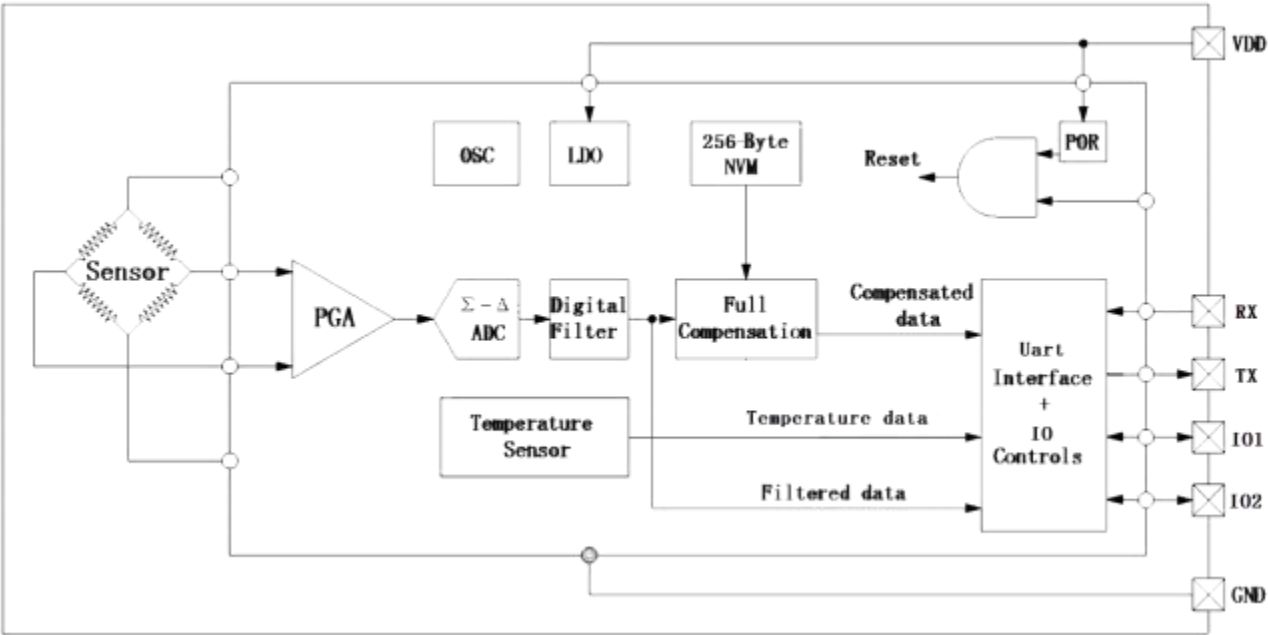 VDD
OSC
LDO
256-Byte
NVM
Reset
POR
Sensor
PGA
Σ-Δ
ADC
Digital
Filter
Full
Compensation
Compensated
data
Uart
Interface
+
IO
Controls
RX
TX
IO1
IO2
Temperature
Sensor
Temperature data
Filtered data
GND